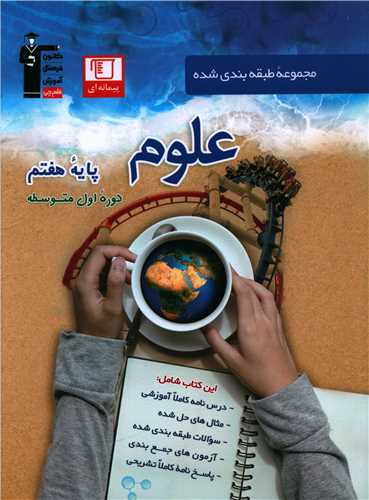 مجموعهٔ طبقه بندی شده
پیمانه ای
کانون
فرهنگی
آموزش
قلم‌چی
علوم
پایهٔ هفتم
دورهٔ اول متوسطه
این کتاب شامل:
- درس نامه کاملاً آموزشی
- مثال های حل شده
- سؤالات طبقه بندی شده
- آزمون های جمع بندی
- پاسخ نامهٔ کاملاً تشریحی